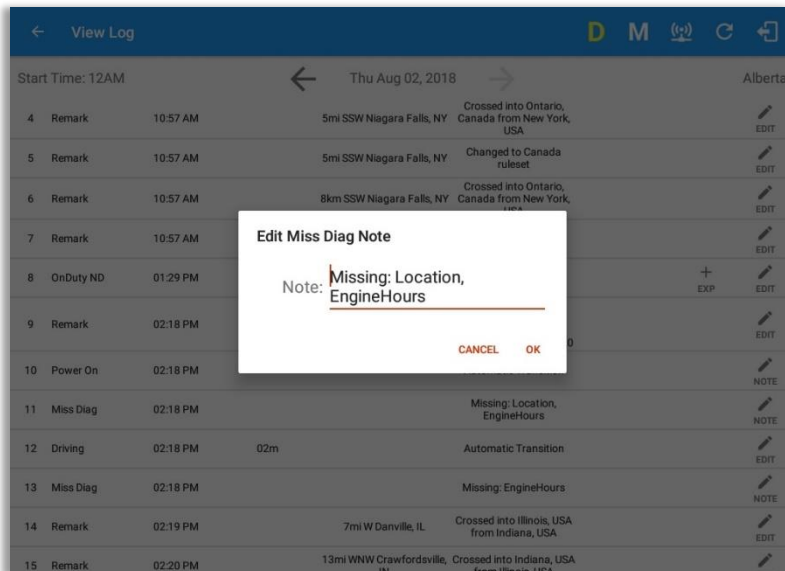 View Log
D M
Start Time: 12AM
Thu Aug 02, 2018
Alberta
4 Remark 10:57 AM 5mi SSW Niagara Falls, NY Crossed into Ontario,
Canada from New York,
USA
EDIT
5 Remark 10:57 AM 5mi SSW Niagara Falls, NY Changed to Canada
ruleset
EDIT
6 Remark 10:57 AM 8km SSW Niagara Falls, NY Crossed into Ontario,
Canada from New York,
USA
EDIT
7 Remark 10:57 AM
EDIT
Edit Miss Diag Note
Note: Missing: Location,
EngineHours
CANCEL OK
8 OnDuty ND 01:29 PM
EXP EDIT
9 Remark 02:18 PM
0
EDIT
10 Power On 02:18 PM
NOTE
11 Miss Diag 02:18 PM Missing: Location,
EngineHours
NOTE
12 Driving 02:18 PM 02m Automatic Transition
EDIT
13 Miss Diag 02:18 PM Missing: EngineHours
NOTE
14 Remark 02:19 PM 7mi W Danville, IL Crossed into Illinois, USA
from Indiana, USA
EDIT
15 Remark 02:20 PM 13mi WNW Crawfordsville, Crossed into Indiana, USA
IN from Illinois, USA